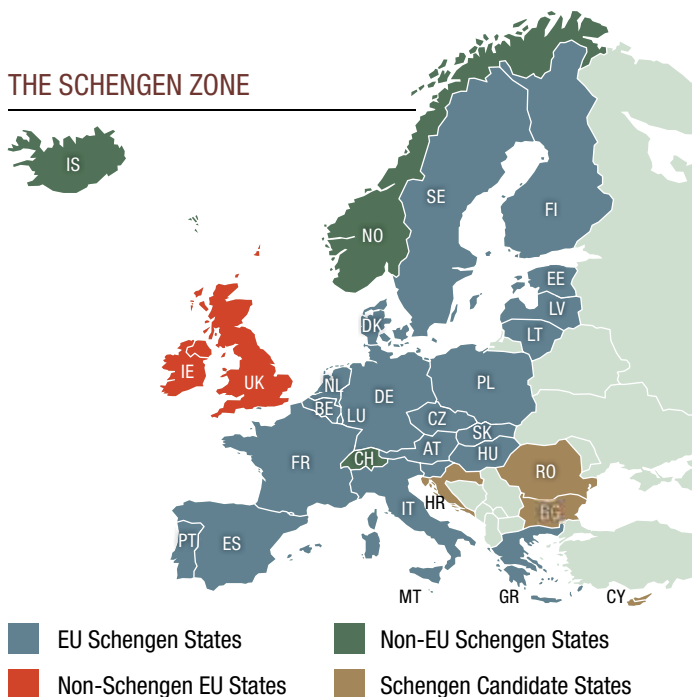 THE SCHENGEN ZONE
IS
SE
FI
NO
EE
LV
DK
LT
IE
UK
NL
DE
PL
BE
LU
CZ
SK
AT
HU
FR
CH
RO
HR
IT
BG
PT
ES
MT
GR
CY
EU Schengen States
Non-EU Schengen States
Non-Schengen EU States
Schengen Candidate States